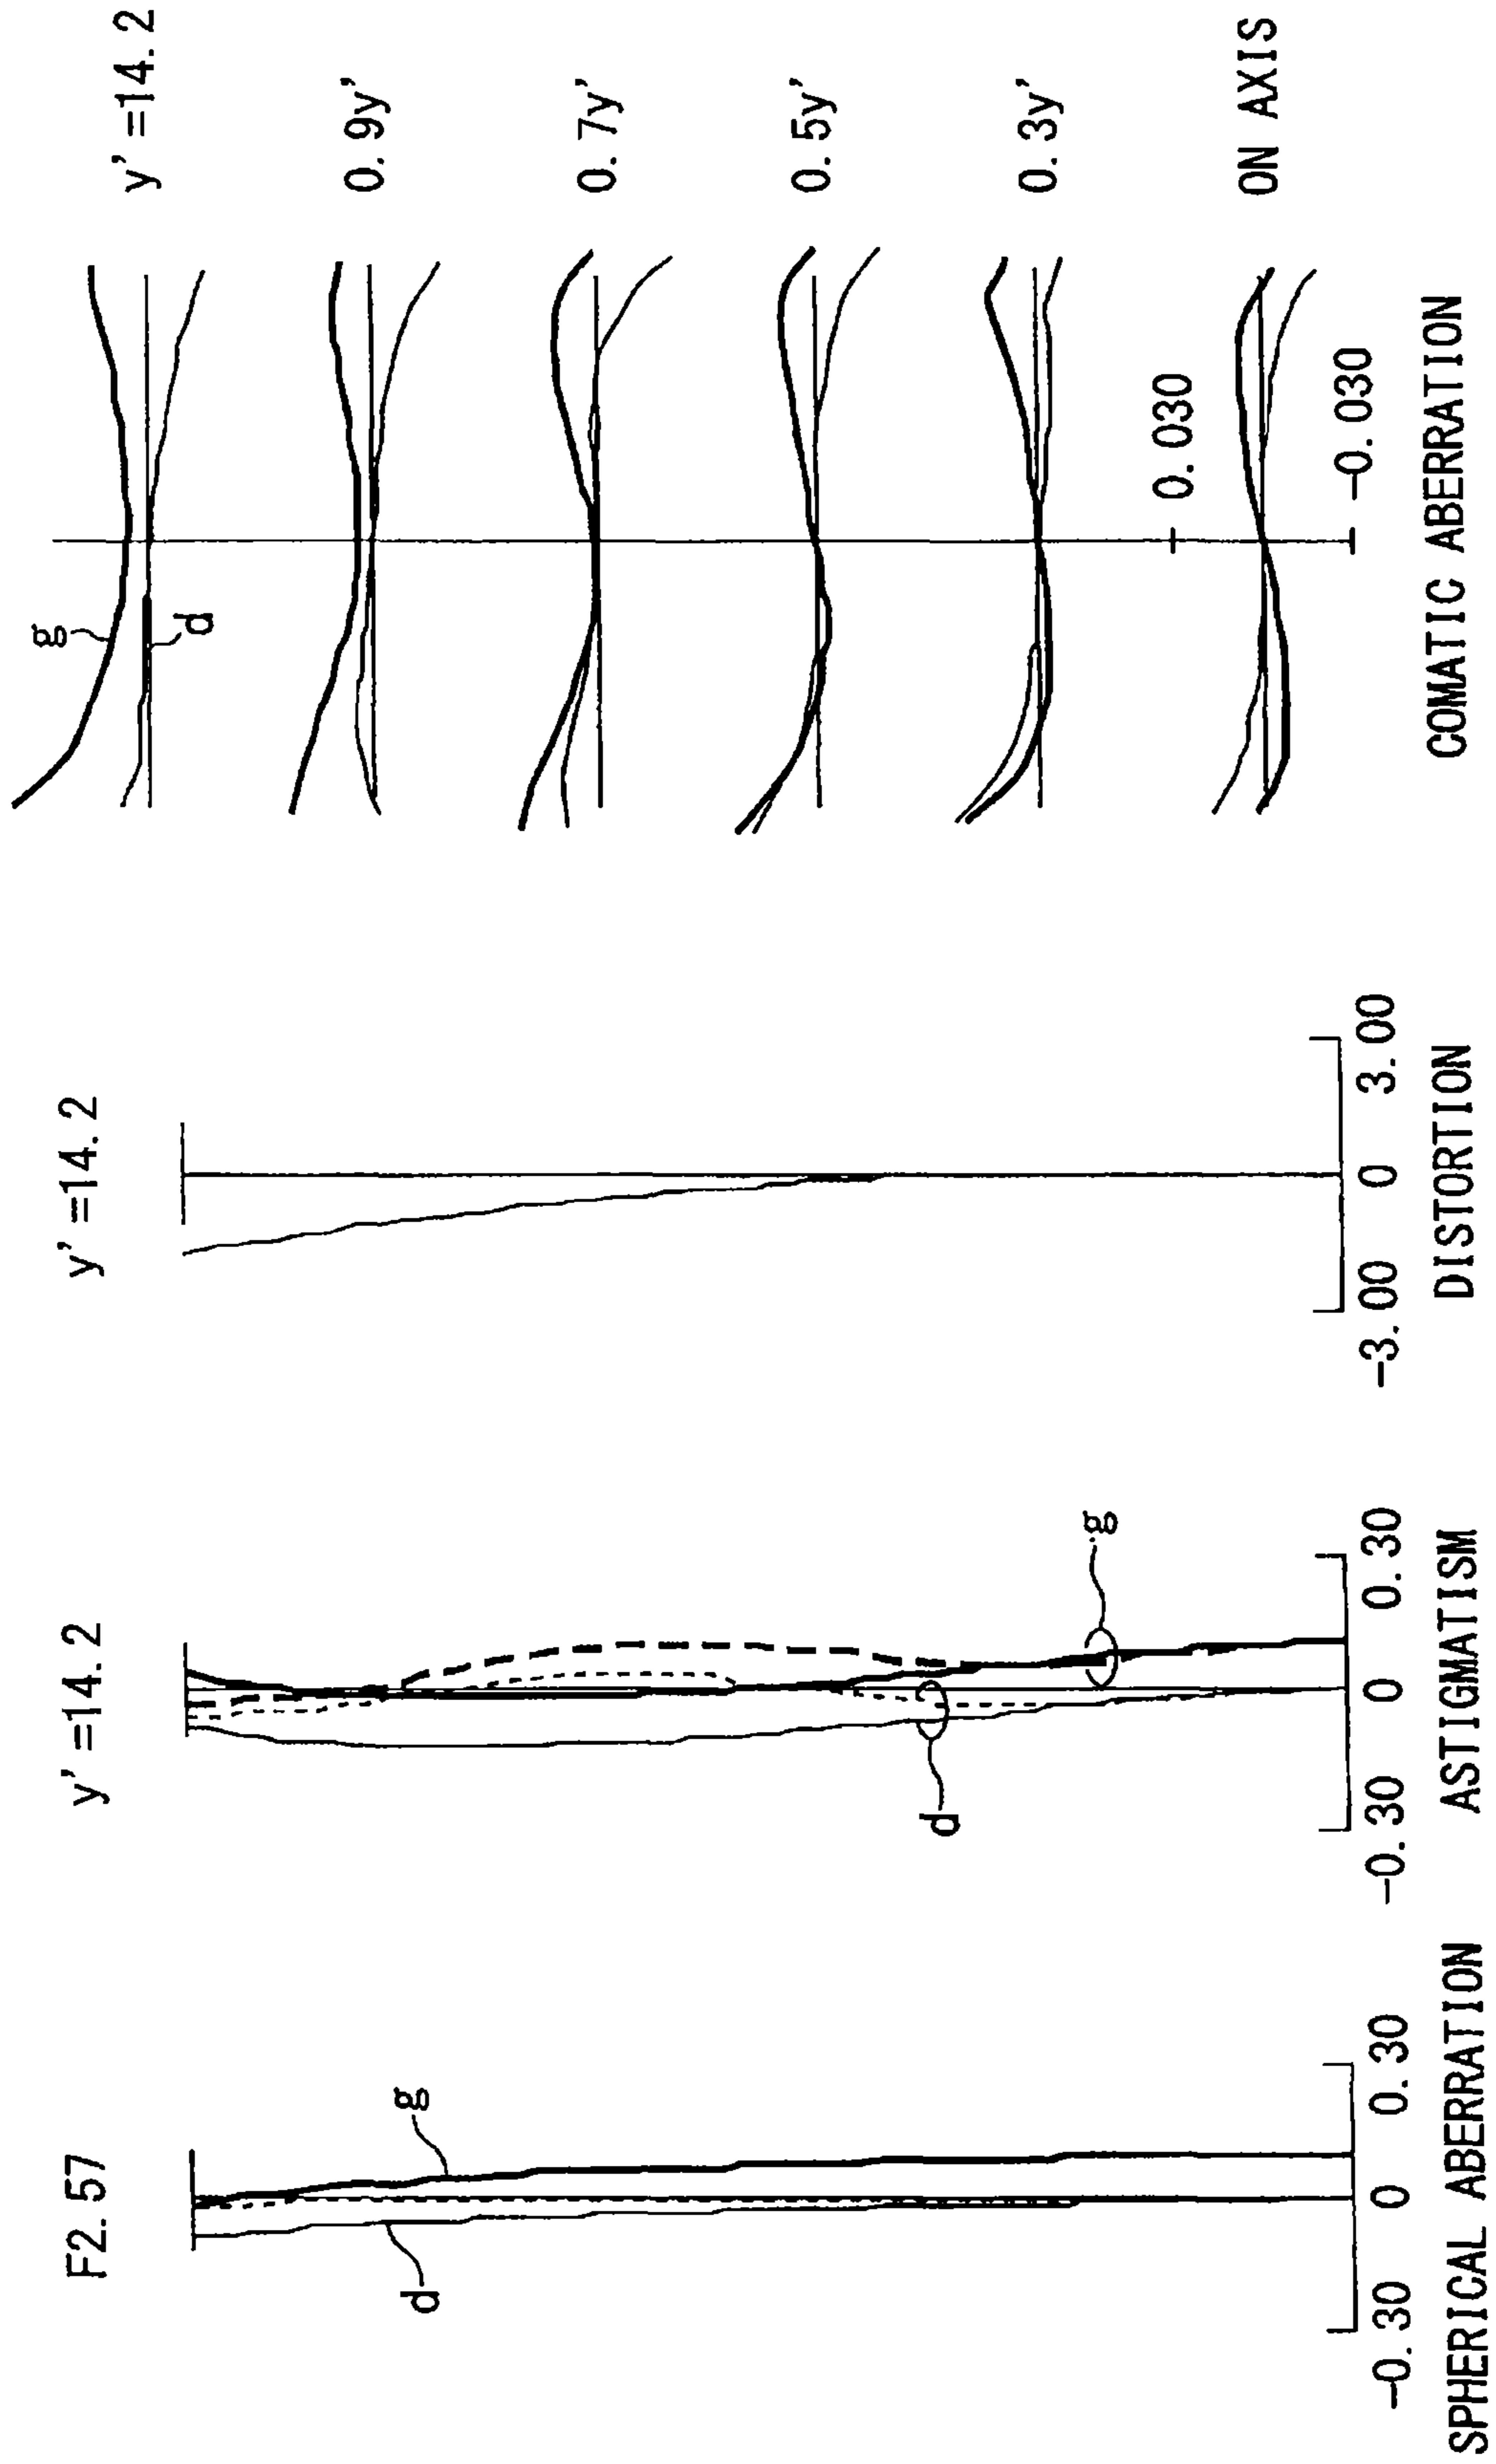 F2. 57
g
d
-0. 30
0
0. 30
SPHERICAL ABERRATION
y' =14. 2
g
d
-0. 30
0
0. 30
ASTIGMATISM
y' =14. 2
-3. 00
0
3. 00
DISTORTION
g
d
y' =14. 2
0. 9y'
0. 7y'
0. 5y'
0. 3y'
0. 030
ON AXIS
-0. 030
COMATIC ABERRATION